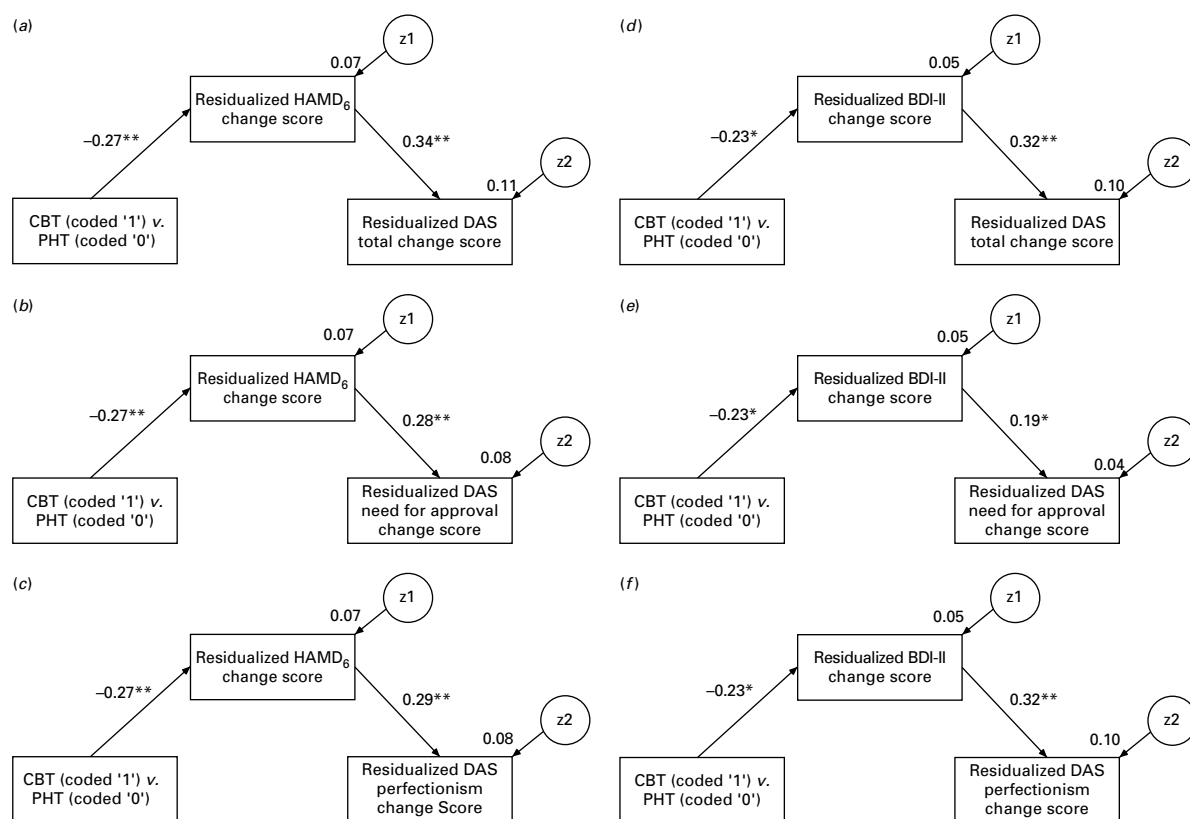 (a)
z1
0.07
Residualized HAMD6
change score
–0.27**
0.34**
z2
0.11
CBT (coded '1') v.
PHT (coded '0')
Residualized DAS
total change score
(d)
z1
0.05
Residualized BDI-II
change score
–0.23*
0.32**
z2
0.10
CBT (coded '1') v.
PHT (coded '0')
Residualized DAS
total change score
(b)
z1
0.07
Residualized HAMD6
change score
–0.27**
0.28**
z2
0.08
CBT (coded '1') v.
PHT (coded '0')
Residualized DAS
need for approval
change score
(e)
z1
0.05
Residualized BDI-II
change score
–0.23*
0.19*
z2
0.04
CBT (coded '1') v.
PHT (coded '0')
Residualized DAS
need for approval
change score
(c)
z1
0.07
Residualized HAMD6
change score
–0.27**
0.29**
z2
0.08
CBT (coded '1') v.
PHT (coded '0')
Residualized DAS
perfectionism
change Score
(f)
z1
0.05
Residualized BDI-II
change score
–0.23*
0.32**
z2
0.10
CBT (coded '1') v.
PHT (coded '0')
Residualized DAS
perfectionism
change score